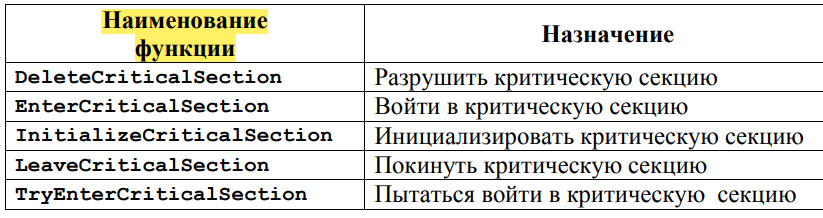 Наименование
функции
Назначение
DeleteCriticalSection Разрушить критическую секцию
EnterCriticalSection Войти в критическую секцию
InitializeCriticalSection Инициализировать критическую секцию
LeaveCriticalSection Покинуть критическую секцию
TryEnterCriticalSection Пытаться войти в критическую секцию